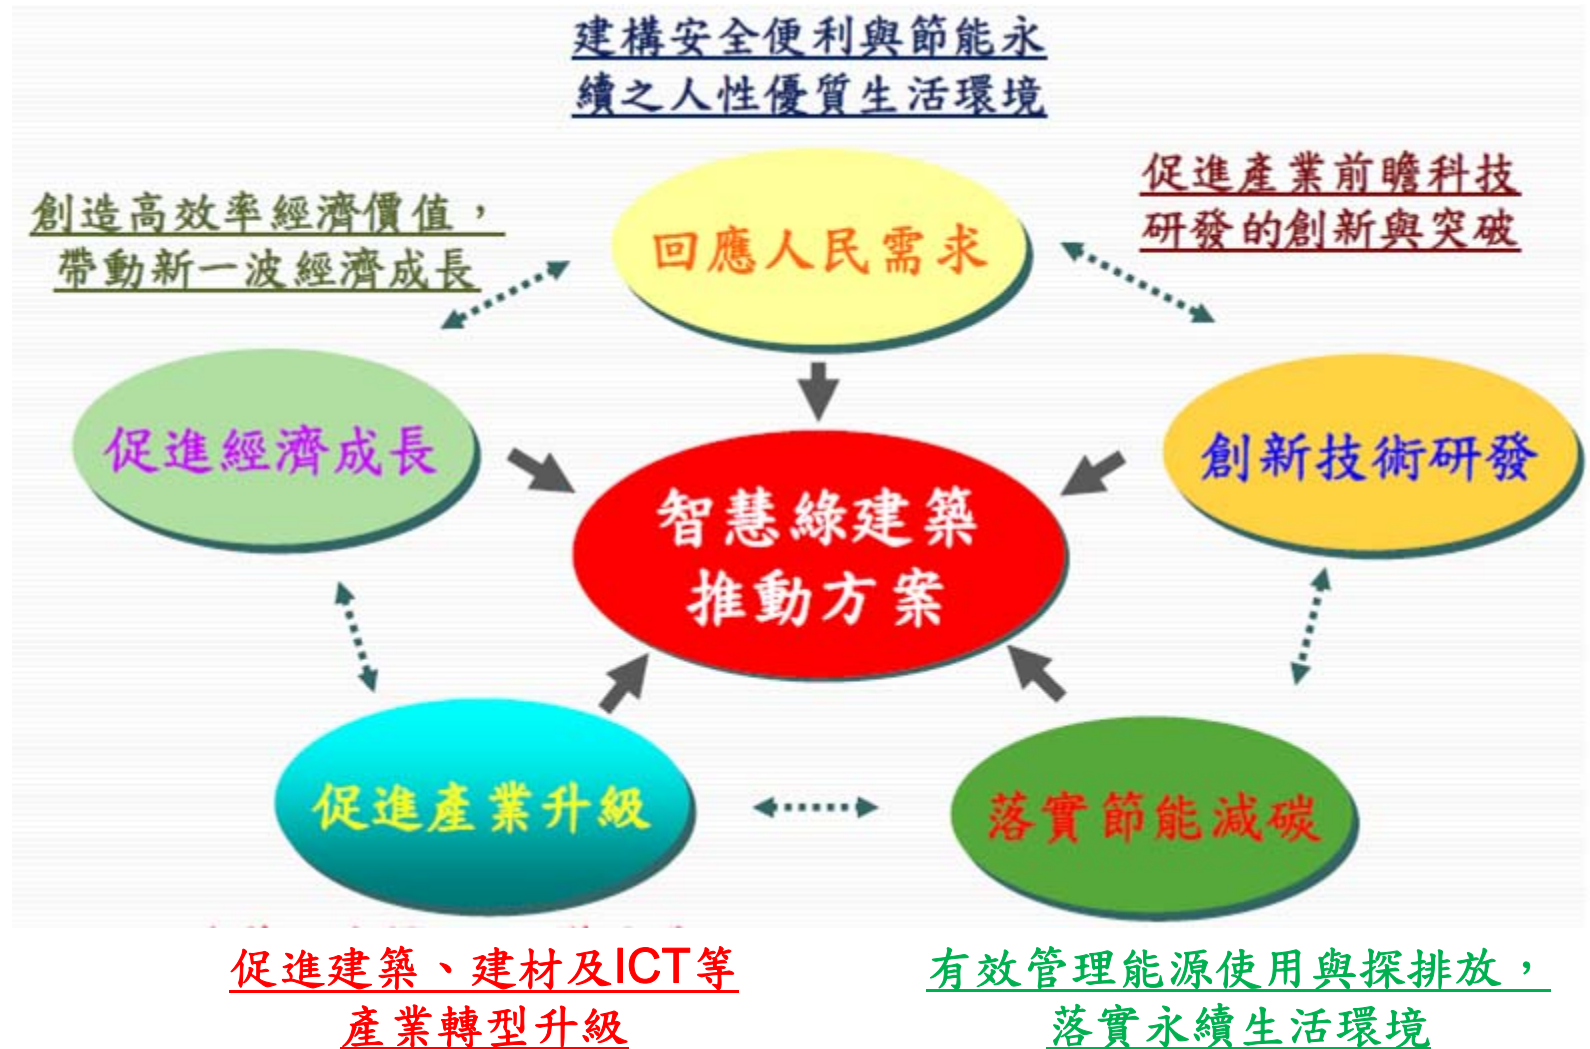 建構安全便利與節能永
續之人性優質生活環境
創造高效率經濟價值，
帶動新一波經濟成長
促進產業前瞻科技
研發的創新與突破
回應人民需求
促進經濟成長
創新技術研發
智慧綠建築
推動方案
促進產業升級
落實節能減碳
促進建築、建材及ICT等
產業轉型升級
有效管理能源使用與探排放，
落實永續生活環境